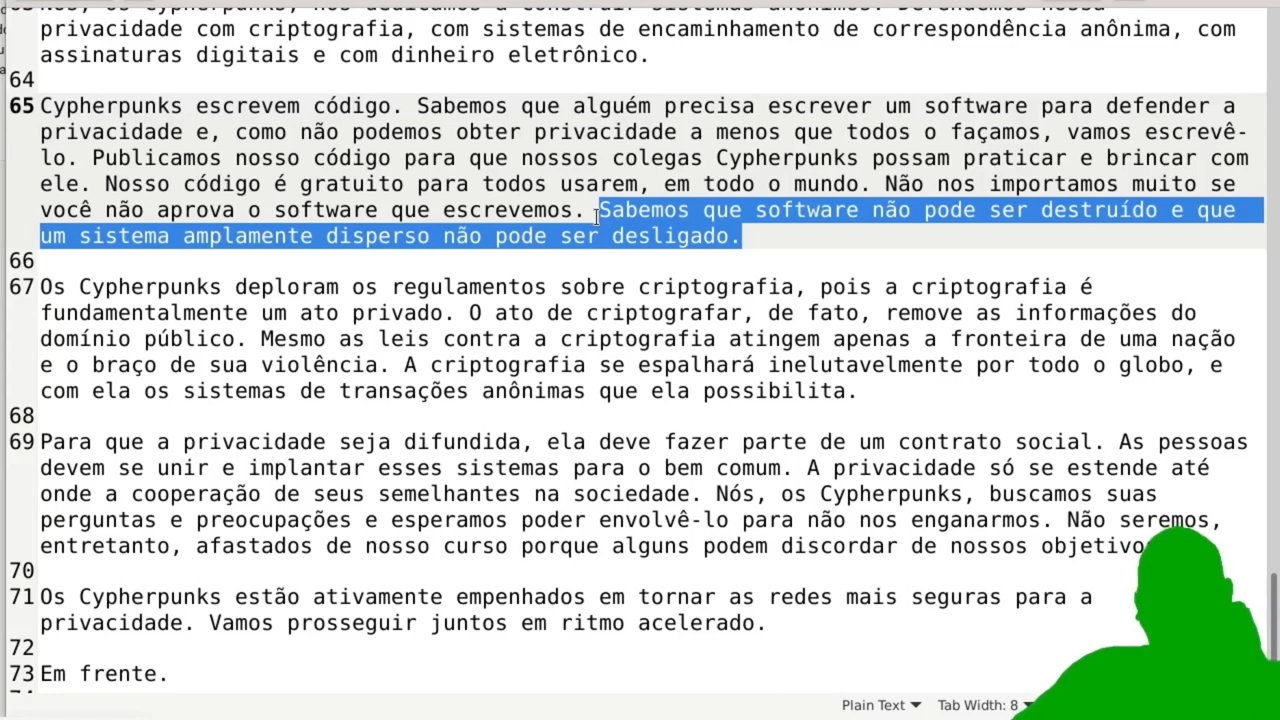 privacidade com criptografia, com sistemas de encaminhamento de correspondência anônima, com
assinaturas digitais e com dinheiro eletrônico.
64
65 Cypherpunks escrevem código. Sabemos que alguém precisa escrever um software para defender a
privacidade e, como não podemos obter privacidade a menos que todos o façamos, vamos escrevê-
lo. Publicamos nosso código para que nossos colegas Cypherpunks possam praticar e brincar com
ele. Nosso código é gratuito para todos usarem, em todo o mundo. Não nos importamos muito se
você não aprova o software que escrevemos. Sabemos que software não pode ser destruído e que
um sistema amplamente disperso não pode ser desligado.
66
67 Os Cypherpunks deploram os regulamentos sobre criptografia, pois a criptografia é
fundamentalmente um ato privado. O ato de criptografar, de fato, remove as informações do
domínio público. Mesmo as leis contra a criptografia atingem apenas a fronteira de uma nação
e o braço de sua violência. A criptografia se espalhará inelutavelmente por todo o globo, e
com ela os sistemas de transações anônimas que ela possibilita.
68
69 Para que a privacidade seja difundida, ela deve fazer parte de um contrato social. As pessoas
devem se unir e implantar esses sistemas para o bem comum. A privacidade só se estende até
onde a cooperação de seus semelhantes na sociedade. Nós, os Cypherpunks, buscamos suas
perguntas e preocupações e esperamos poder envolvê-lo para não nos enganarmos. Não seremos,
entretanto, afastados de nosso curso porque alguns podem discordar de nossos objetivo
70
71 Os Cypherpunks estão ativamente empenhados em tornar as redes mais seguras para a
privacidade. Vamos prosseguir juntos em ritmo acelerado.
72
73 Em frente.
Plain Text Tab Width: 8